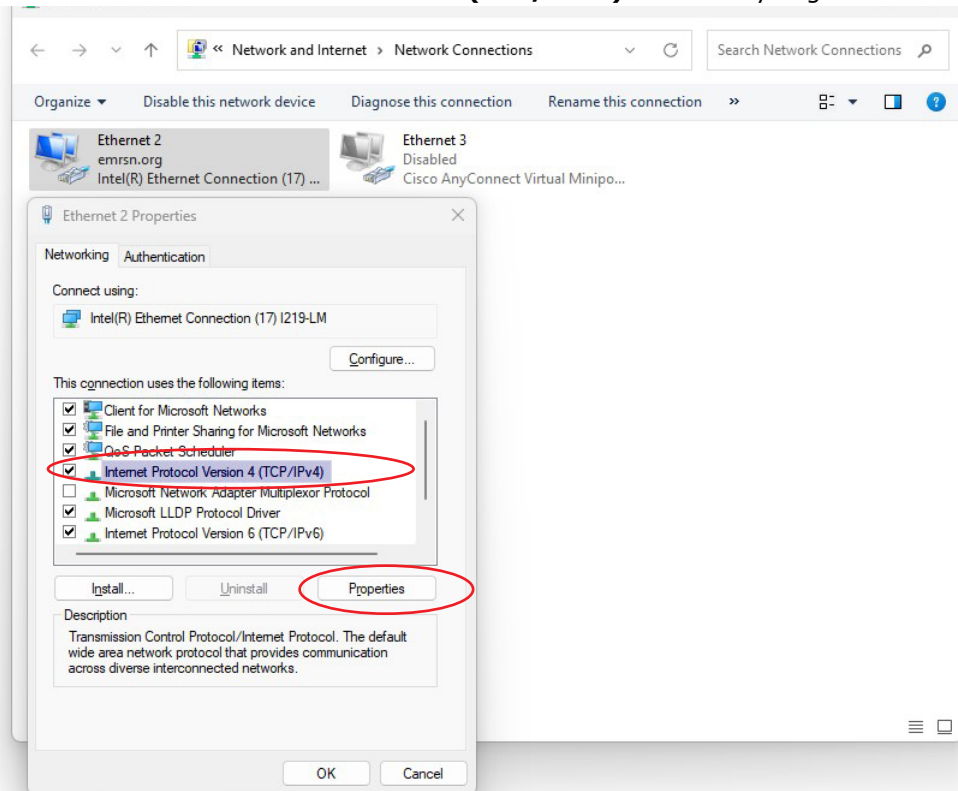 « Network and Internet › Network Connections
Search Network Connections
Organize
Disable this network device
Diagnose this connection
Rename this connection
»
Ethernet 2
emrsn.org
Intel(R) Ethernet Connection (17) ...
Ethernet 3
Disabled
Cisco AnyConnect Virtual Minipo...
Ethernet 2 Properties
Networking
Authentication
Connect using:
Intel(R) Ethernet Connection (17) I219-LM
Configure...
This connection uses the following items:
Client for Microsoft Networks
File and Printer Sharing for Microsoft Networks
QoS Packet Scheduler
Internet Protocol Version 4 (TCP/IPv4)
Microsoft Network Adapter Multiplexor Protocol
Microsoft LLDP Protocol Driver
Internet Protocol Version 6 (TCP/IPv6)
Install...
Uninstall
Properties
Description
Transmission Control Protocol/Internet Protocol. The default
wide area network protocol that provides communication
across diverse interconnected networks.
OK
Cancel